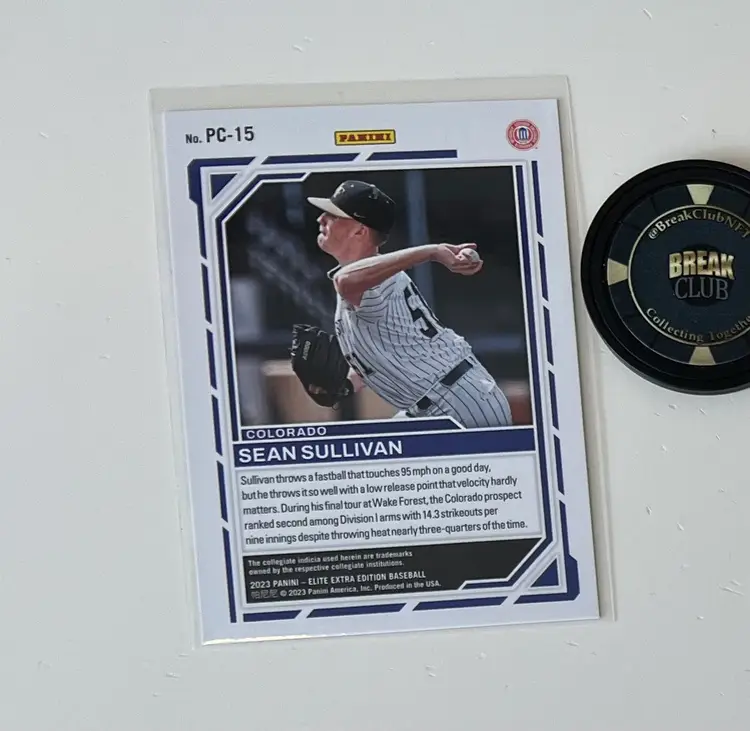 No. PC-15
PANINI
COLORADO
SEAN SULLIVAN
Sullivan throws a fastball that touches 95 mph on a good day,
but he throws it so well with a low release point that velocity hardly
matters. During his final tour at Wake Forest, the Colorado prospect
ranked second among Division I arms with 14.3 strikeouts per
nine innings despite throwing heat nearly three-quarters of the time.
The collegiate indicia used herein are trademarks
owned by the respective collegiate institutions.
2023 PANINI – ELITE EXTRA EDITION BASEBALL
帕尼尼 © 2023 Panini America, Inc. Produced in the USA.
@BreakClubNFT
BREAK
CLUB
Collecting Together